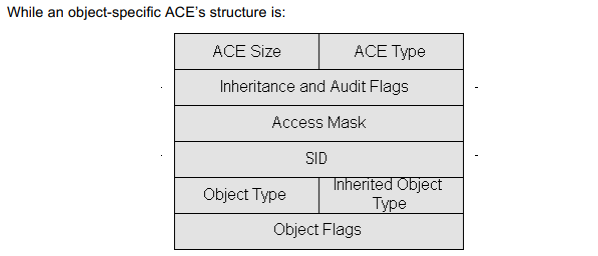 While an object-specific ACE's structure is:
ACE Size ACE Type
Inheritance and Audit Flags
Access Mask
SID
Object Type Inherited Object
Type
Object Flags